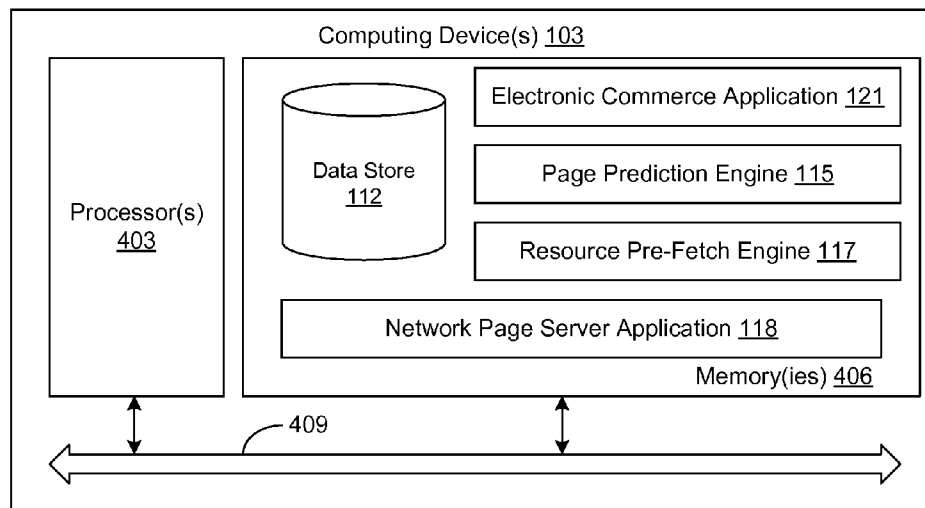 Computing Device(s) 103
Processor(s)
403
Data Store
112
Electronic Commerce Application 121
Page Prediction Engine 115
Resource Pre-Fetch Engine 117
Network Page Server Application 118
Memory(ies) 406
409